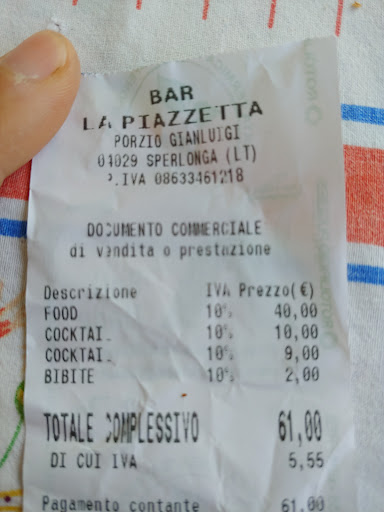 BAR
LA PIAZZETTA
PORZIO GIANLUIGI
04029 SPERLONGA (LT)
P.IVA 08633461218
DOCUMENTO COMMERCIALE
di vendita o prestazione
Descrizione IVA Prezzo(€)
FOOD 10% 40,00
COCKTAI 10% 10,00
COCKTAI 10% 9,00
BIBITE 10% 2,00
TOTALE COMPLESSIVO 61,00
DI CUI IVA 5,55
Pagamento contante 61,00